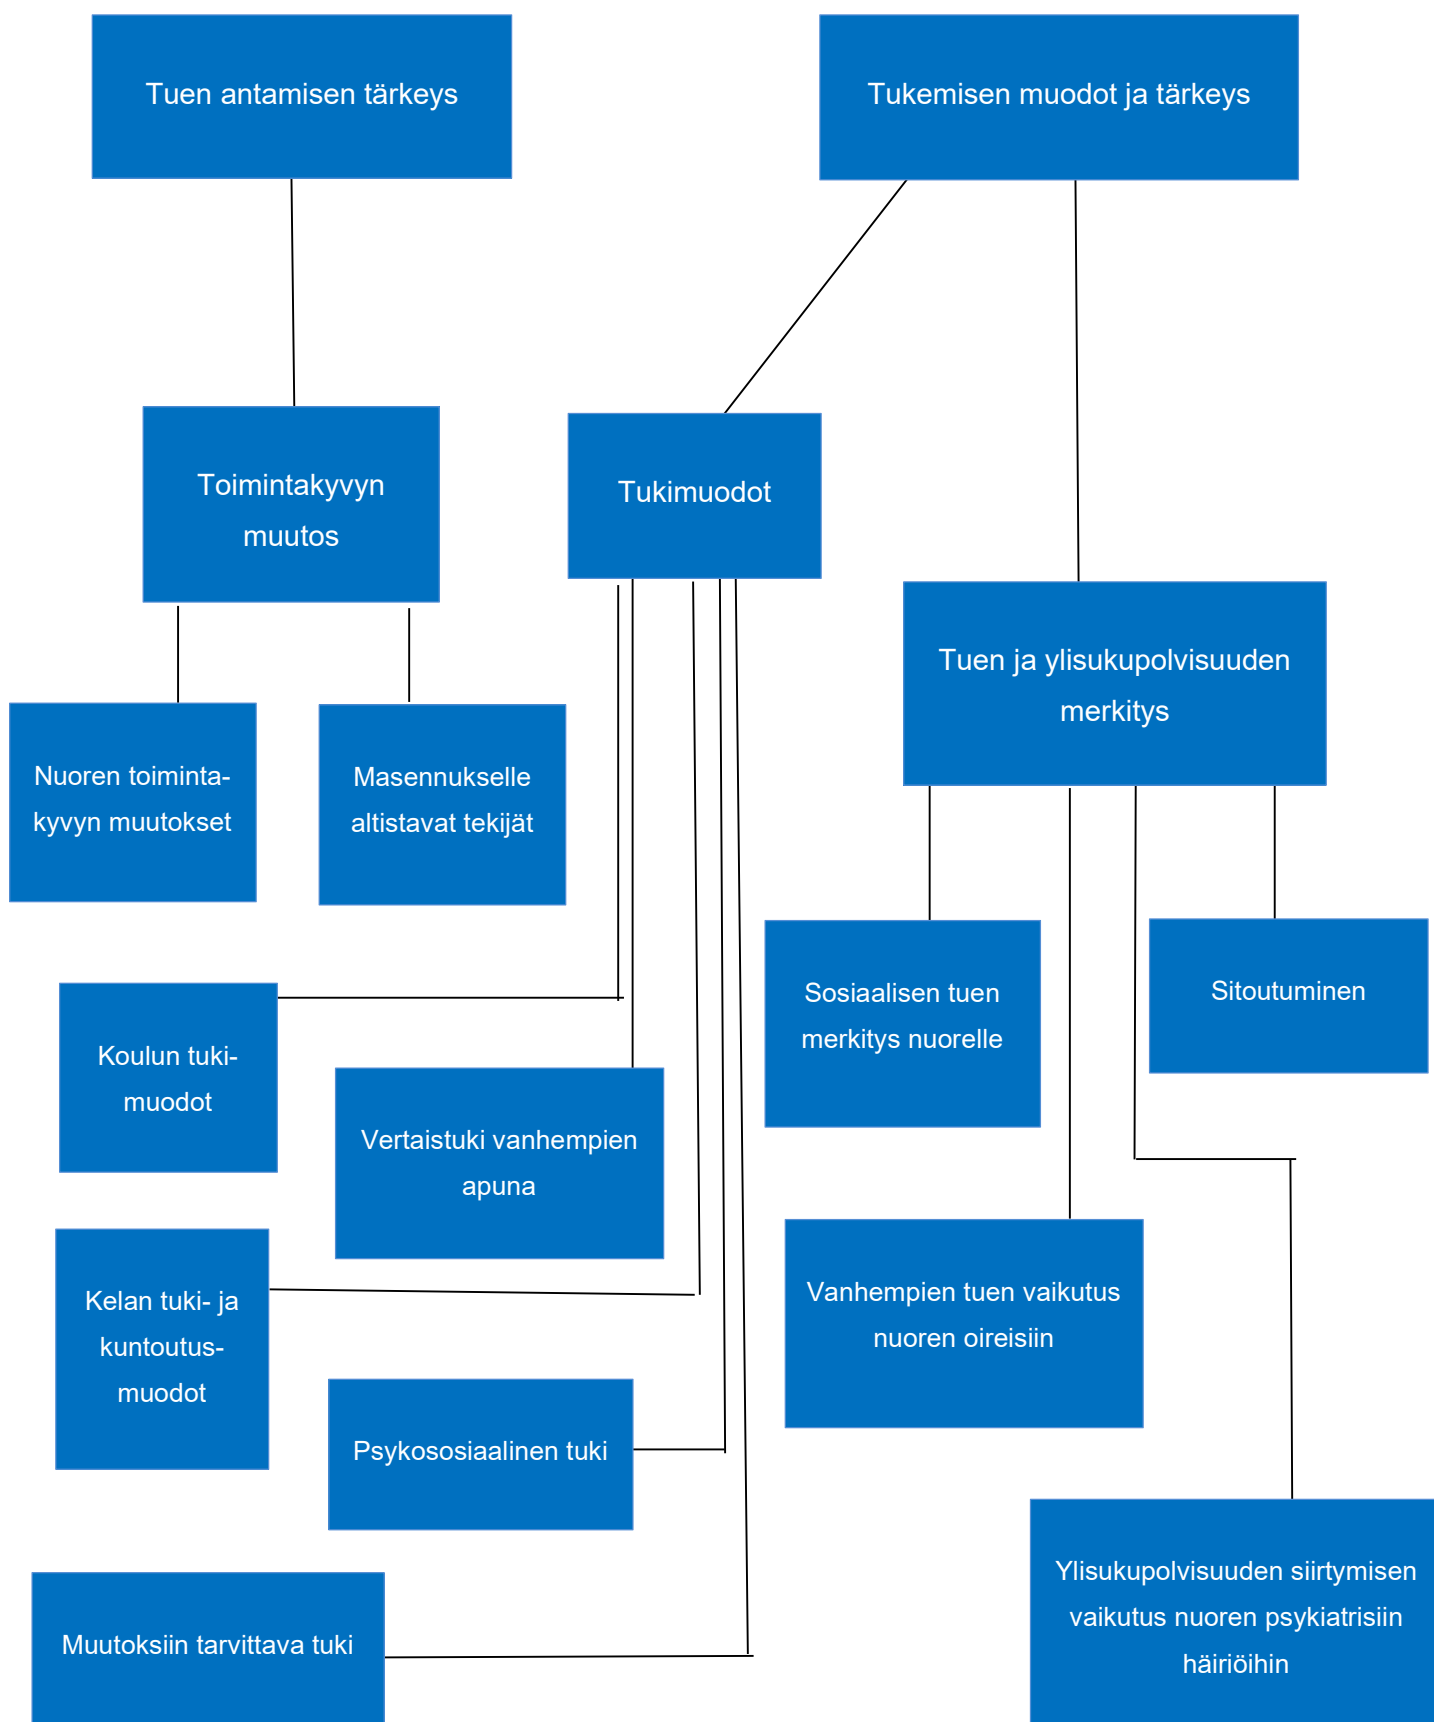 Tuen antamisen tärkeys
Tukemisen muodot ja tärkeys
Toimintakyvyn
muutos
Tukimuodot
Tuen ja ylisukupolvisuuden
merkitys
Nuoren toiminta-
kyvyn muutokset
Masennukselle
altistavat tekijät
Sosiaalisen tuen
merkitys nuorelle
Sitoutuminen
Koulun tuki-
muodot
Vertaistuki vanhempien
apuna
Kelan tuki- ja
kuntoutus-
muodot
Vanhempien tuen vaikutus
nuoren oireisiin
Psykososiaalinen tuki
Ylisukupolvisuuden siirtymisen
vaikutus nuoren psykiatrisiin
häiriöihin
Muutoksiin tarvittava tuki